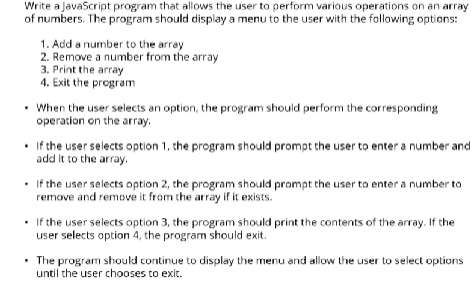 Write a JavaScript program that allows the user to perform various operations on an array
of numbers. The program should display a menu to the user with the following options:
1. Add a number to the array
2. Remove a number from the array
3. Print the array
4. Exit the program
• When the user selects an option, the program should perform the corresponding
operation on the array.
• If the user selects option 1, the program should prompt the user to enter a number and
add it to the array.
• If the user selects option 2, the program should prompt the user to enter a number to
remove and remove it from the array if it exists.
• If the user selects option 3, the program should print the contents of the array. If the
user selects option 4, the program should exit.
• The program should continue to display the menu and allow the user to select options
until the user chooses to exit.